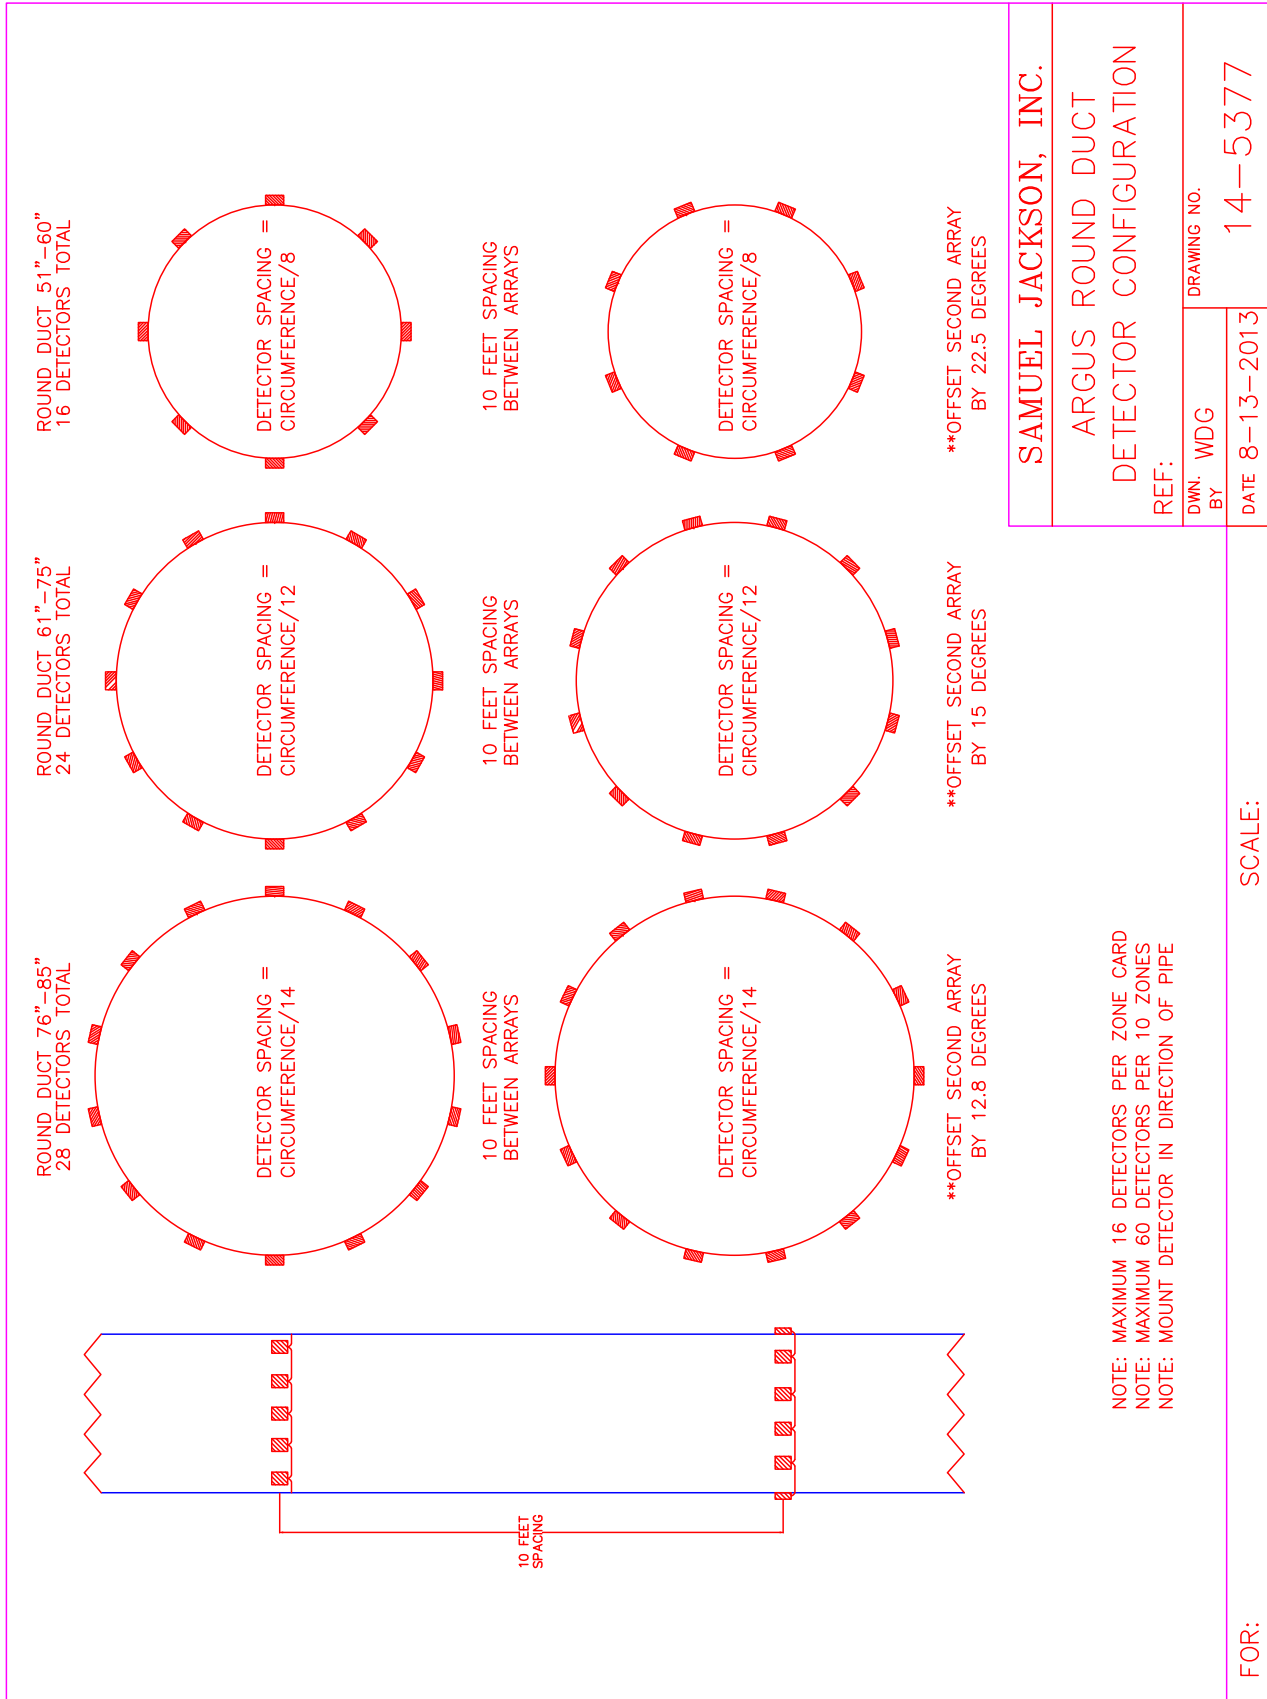 ROUND DUCT 76"-85"
28 DETECTORS TOTAL
ROUND DUCT 61"-75"
24 DETECTORS TOTAL
ROUND DUCT 51"-60"
16 DETECTORS TOTAL
DETECTOR SPACING =
CIRCUMFERENCE/14
DETECTOR SPACING =
CIRCUMFERENCE/12
DETECTOR SPACING =
CIRCUMFERENCE/8
10 FEET
SPACING
10 FEET SPACING
BETWEEN ARRAYS
10 FEET SPACING
BETWEEN ARRAYS
10 FEET SPACING
BETWEEN ARRAYS
DETECTOR SPACING =
CIRCUMFERENCE/14
DETECTOR SPACING =
CIRCUMFERENCE/12
DETECTOR SPACING =
CIRCUMFERENCE/8
**OFFSET SECOND ARRAY
BY 12.8 DEGREES
**OFFSET SECOND ARRAY
BY 15 DEGREES
**OFFSET SECOND ARRAY
BY 22.5 DEGREES
NOTE: MAXIMUM 16 DETECTORS PER ZONE CARD
NOTE: MAXIMUM 60 DETECTORS PER 10 ZONES
NOTE: MOUNT DETECTOR IN DIRECTION OF PIPE
SAMUEL JACKSON, INC.
ARGUS ROUND DUCT
DETECTOR CONFIGURATION
REF:
DWN. BY WDG
DRAWING NO.
14-5377
FOR:
SCALE:
DATE 8-13-2013